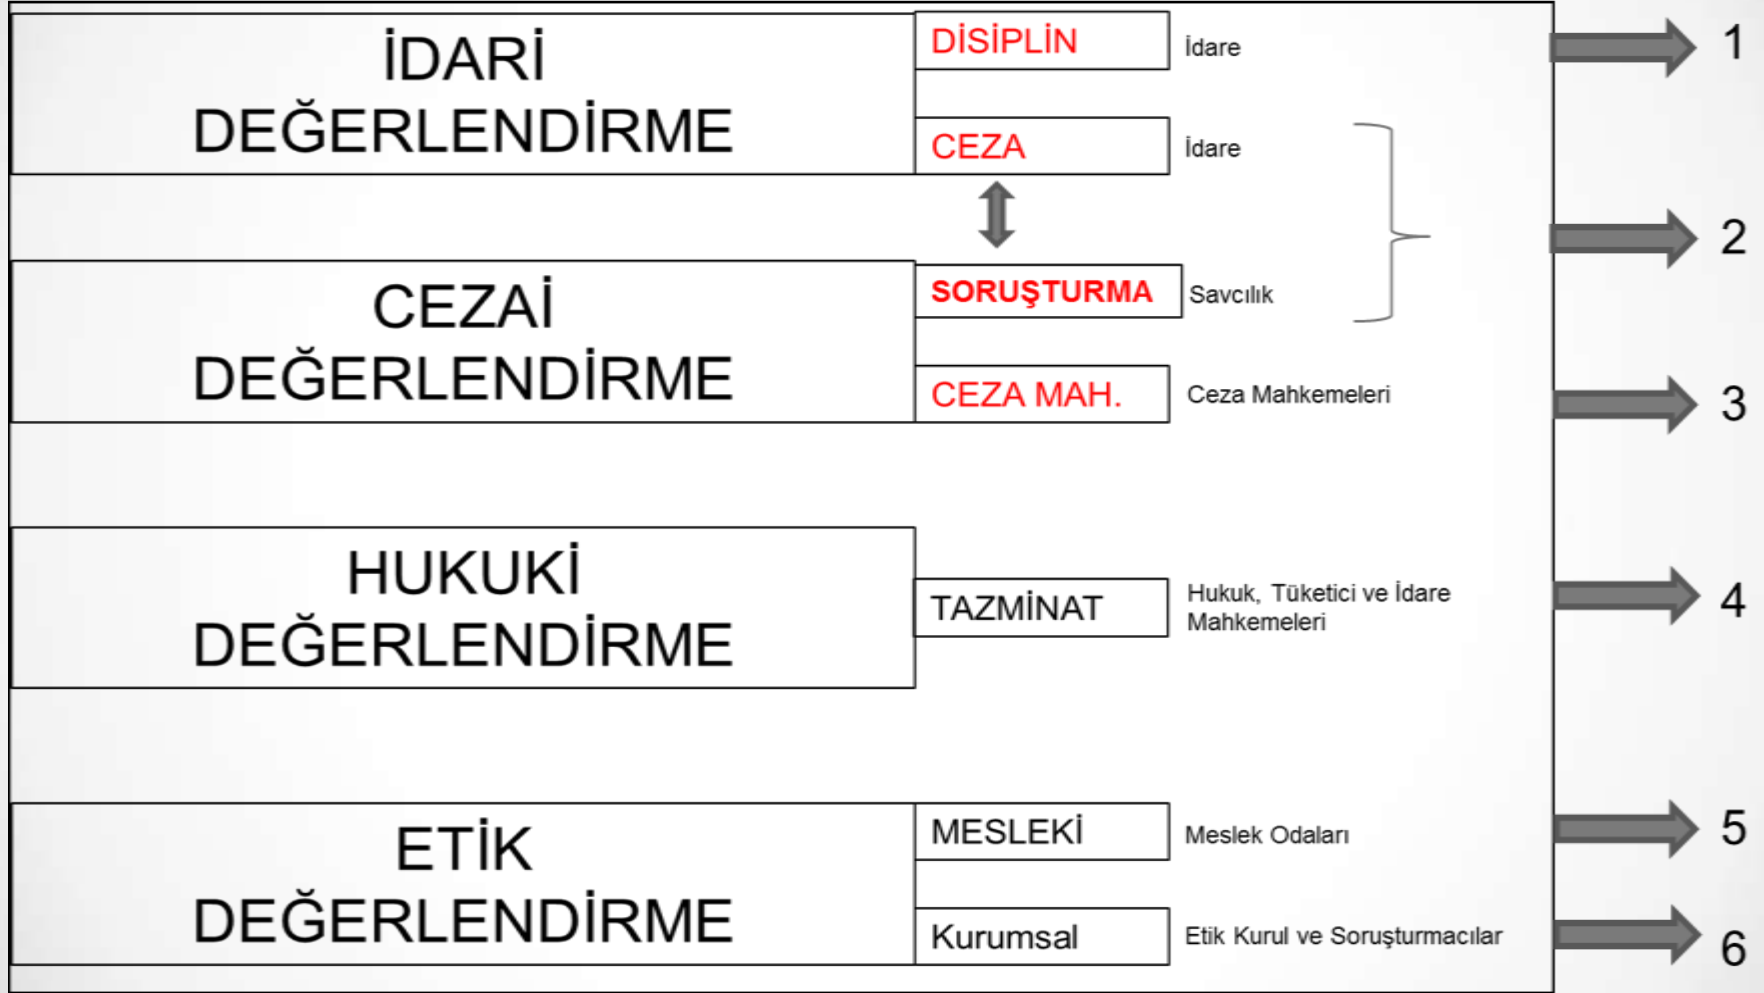 İDARİ
DEĞERLENDİRME
DİSİPLİN
İdare
1
CEZA
İdare
2
CEZAİ
DEĞERLENDİRME
SORUŞTURMA
Savcılık
CEZA MAH.
Ceza Mahkemeleri
3
HUKUKİ
DEĞERLENDİRME
TAZMİNAT
Hukuk, Tüketici ve İdare
Mahkemeleri
4
ETİK
DEĞERLENDİRME
MESLEKİ
Meslek Odaları
5
Kurumsal
Etik Kurul ve Soruşturmacılar
6